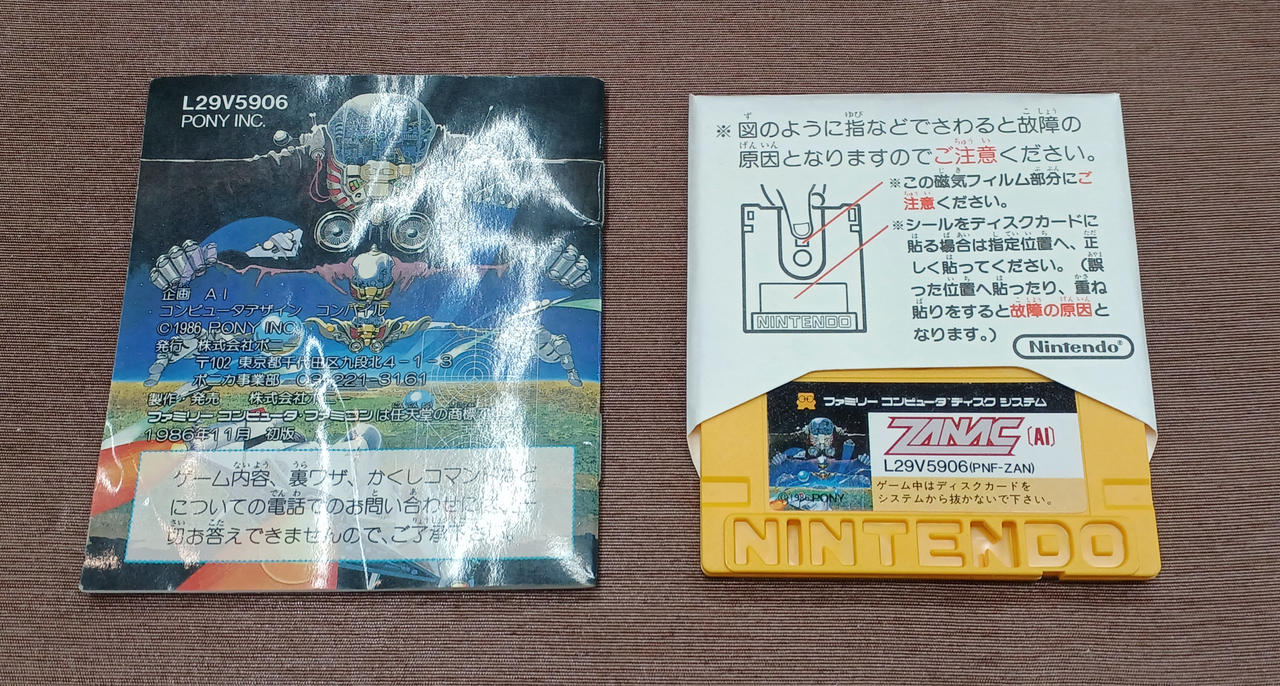 L29V5906
PONY INC.
企画 AI
コンピュータデザイン コンパイル
©1986 PONY INC.
発行 株式会社ポニー
〒102 東京都千代田区九段北4-1-3
ポニカ事業部 221-3161
製作・発売 株式会社
ファミリーコンピュータ・ファミコンは任天堂の商標
1986年11月 初版
ゲーム内容、裏ワザ、かくしコマン
についての電話でのお問い合わせ
切お答えできませんので、ご了承下さい
※図のように指などでさわると故障の
原因となりますのでご注意ください。
※この磁気フィルム部分にご
注意ください。
※シールをディスクカードに
貼る場合は指定位置へ、正
しく貼ってください。(誤
った位置へ貼ったり、重ね
貼りをすると故障の原因と
なります。)
NINTENDO
Nintendo®
ファミリーコンピュータ ディスク システム
ZANAC [AI]
L29V5906(PNF-ZAN)
©1986 PONY
ゲーム中はディスクカードを
システムから抜かないで下さい。
NINTENDO